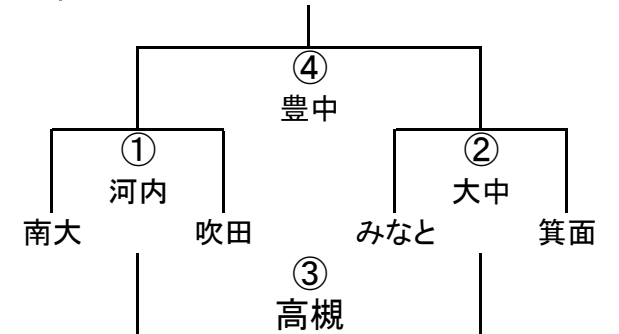 ④
豊中
① ②
河内 大中
南大 吹田 みなと 箕面
③
高槻